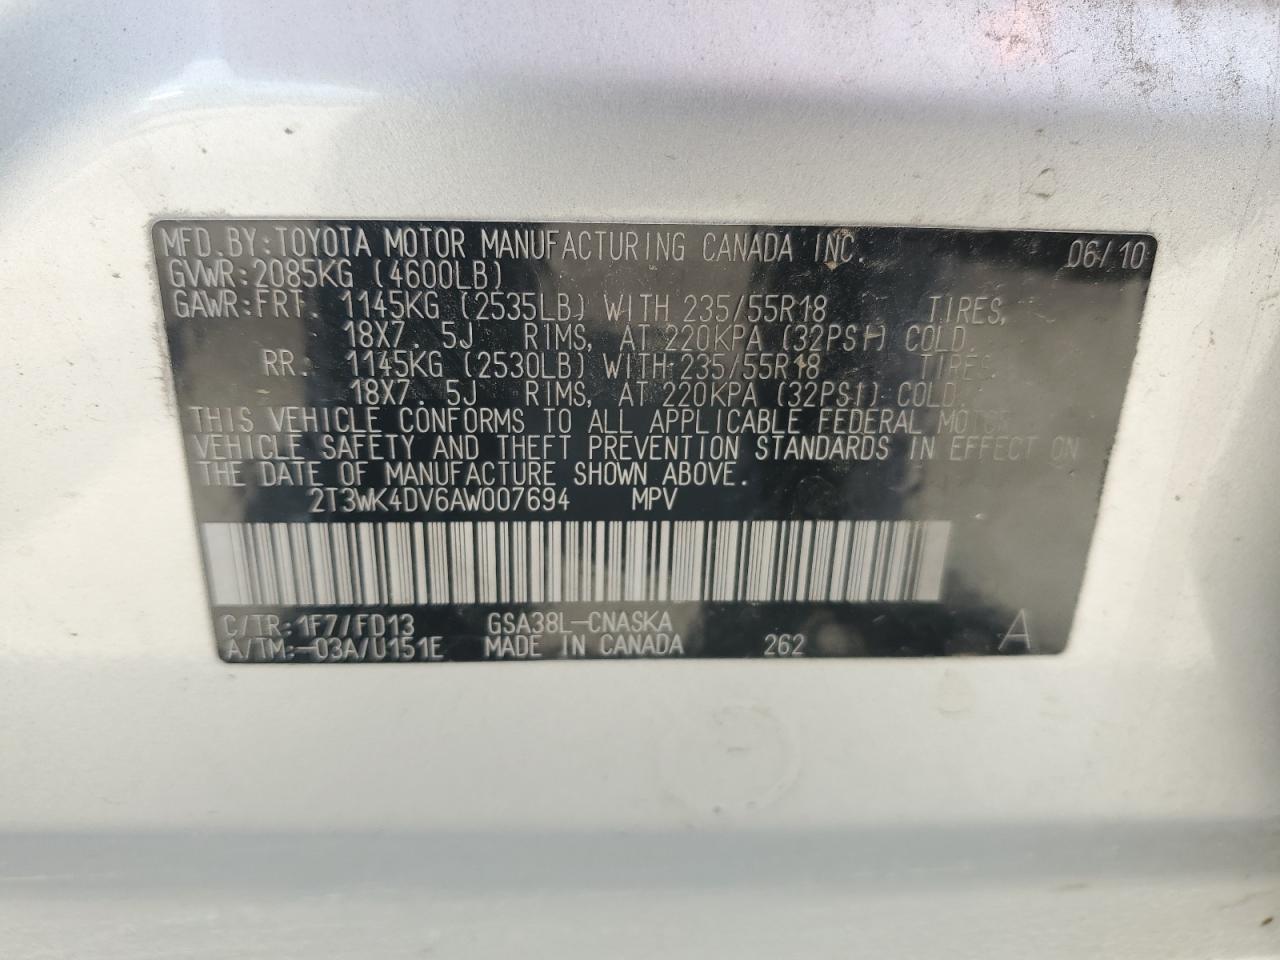 MFD.BY:TOYOTA MOTOR MANUFACTURING CANADA INC. 06/10
GVWR:2085KG (4600LB)
GAWR:FRT. 1145KG (2535LB) WITH 235/55R18 TIRES,
18X7.5J RIMS, AT 220KPA (32PSI) COLD.
RR: 1145KG (2530LB) WITH 235/55R18 TIRES,
18X7.5J RIMS, AT 220KPA (32PSI) COLD.
THIS VEHICLE CONFORMS TO ALL APPLICABLE FEDERAL MOTOR
VEHICLE SAFETY AND THEFT PREVENTION STANDARDS IN EFFECT ON
THE DATE OF MANUFACTURE SHOWN ABOVE.
2T3WK4DV6AW007694 MPV
C/TR:1F7/FD13 GSA38L-CNASKA A
A/TM:-03A/U151E MADE IN CANADA 262